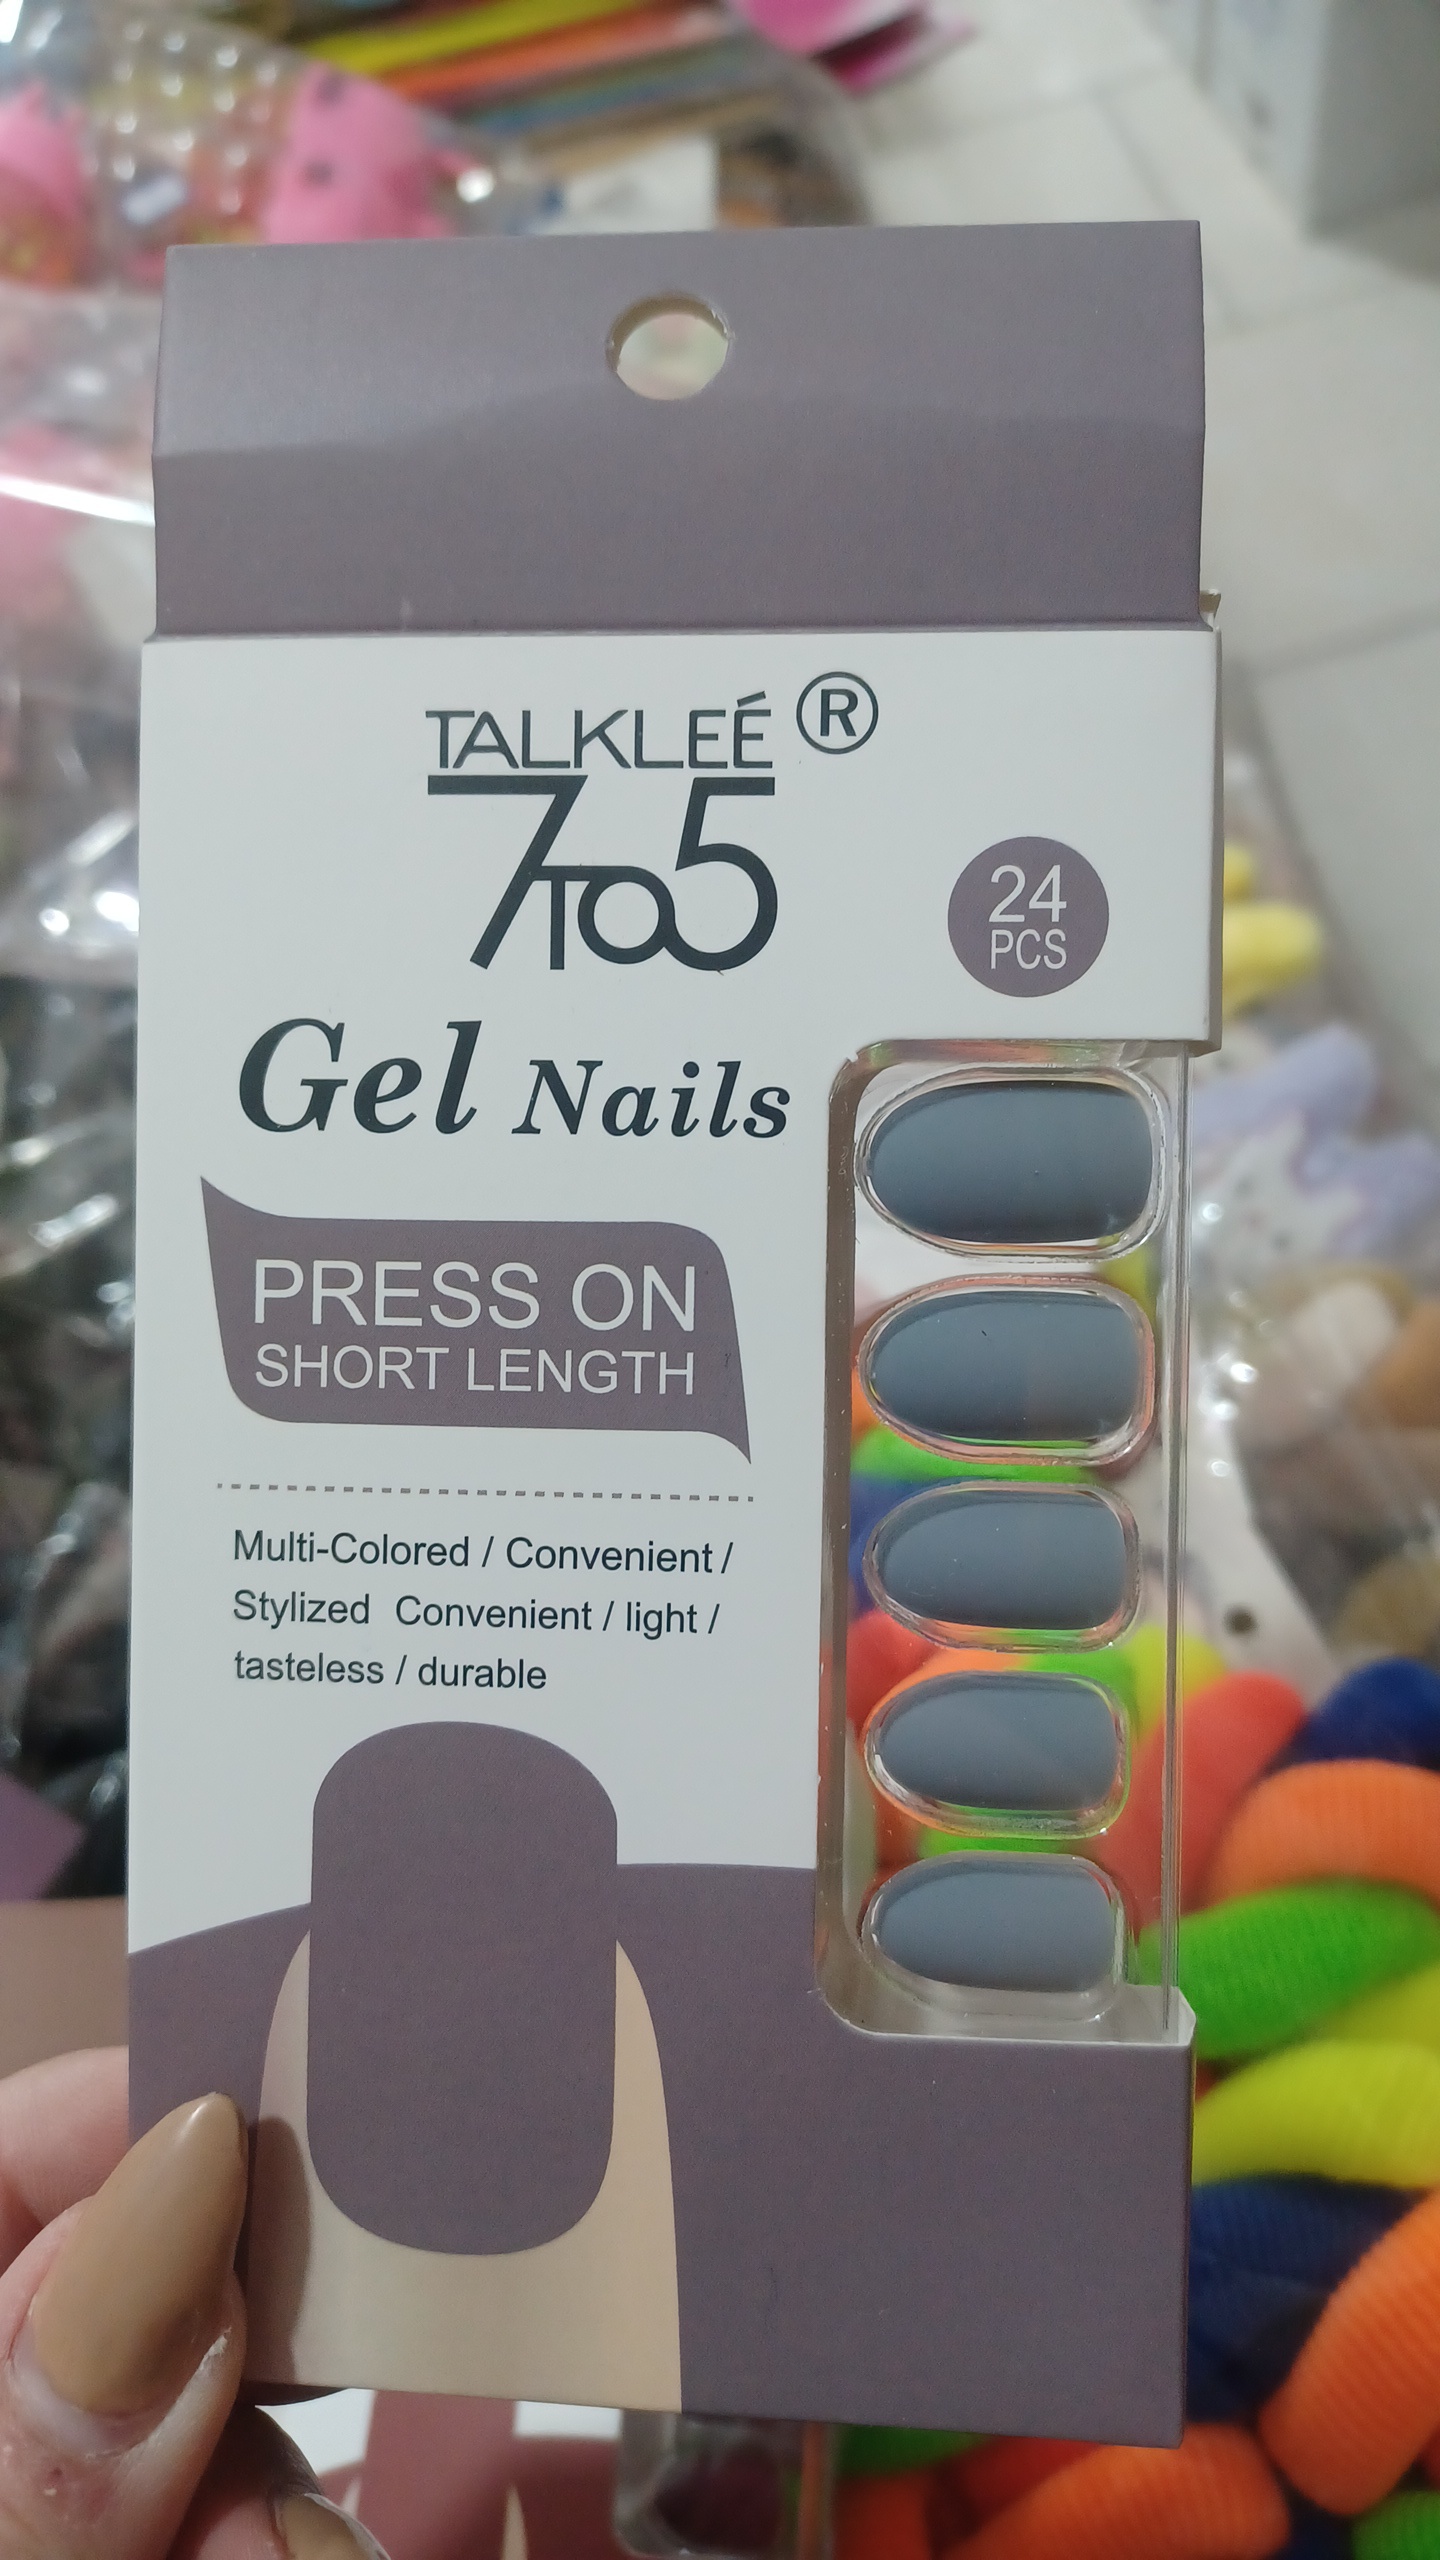 TALKLEÉ ®
7TO5
24
PCS
Gel Nails
PRESS ON
SHORT LENGTH
Multi-Colored / Convenient /
Stylized Convenient / light /
tasteless / durable